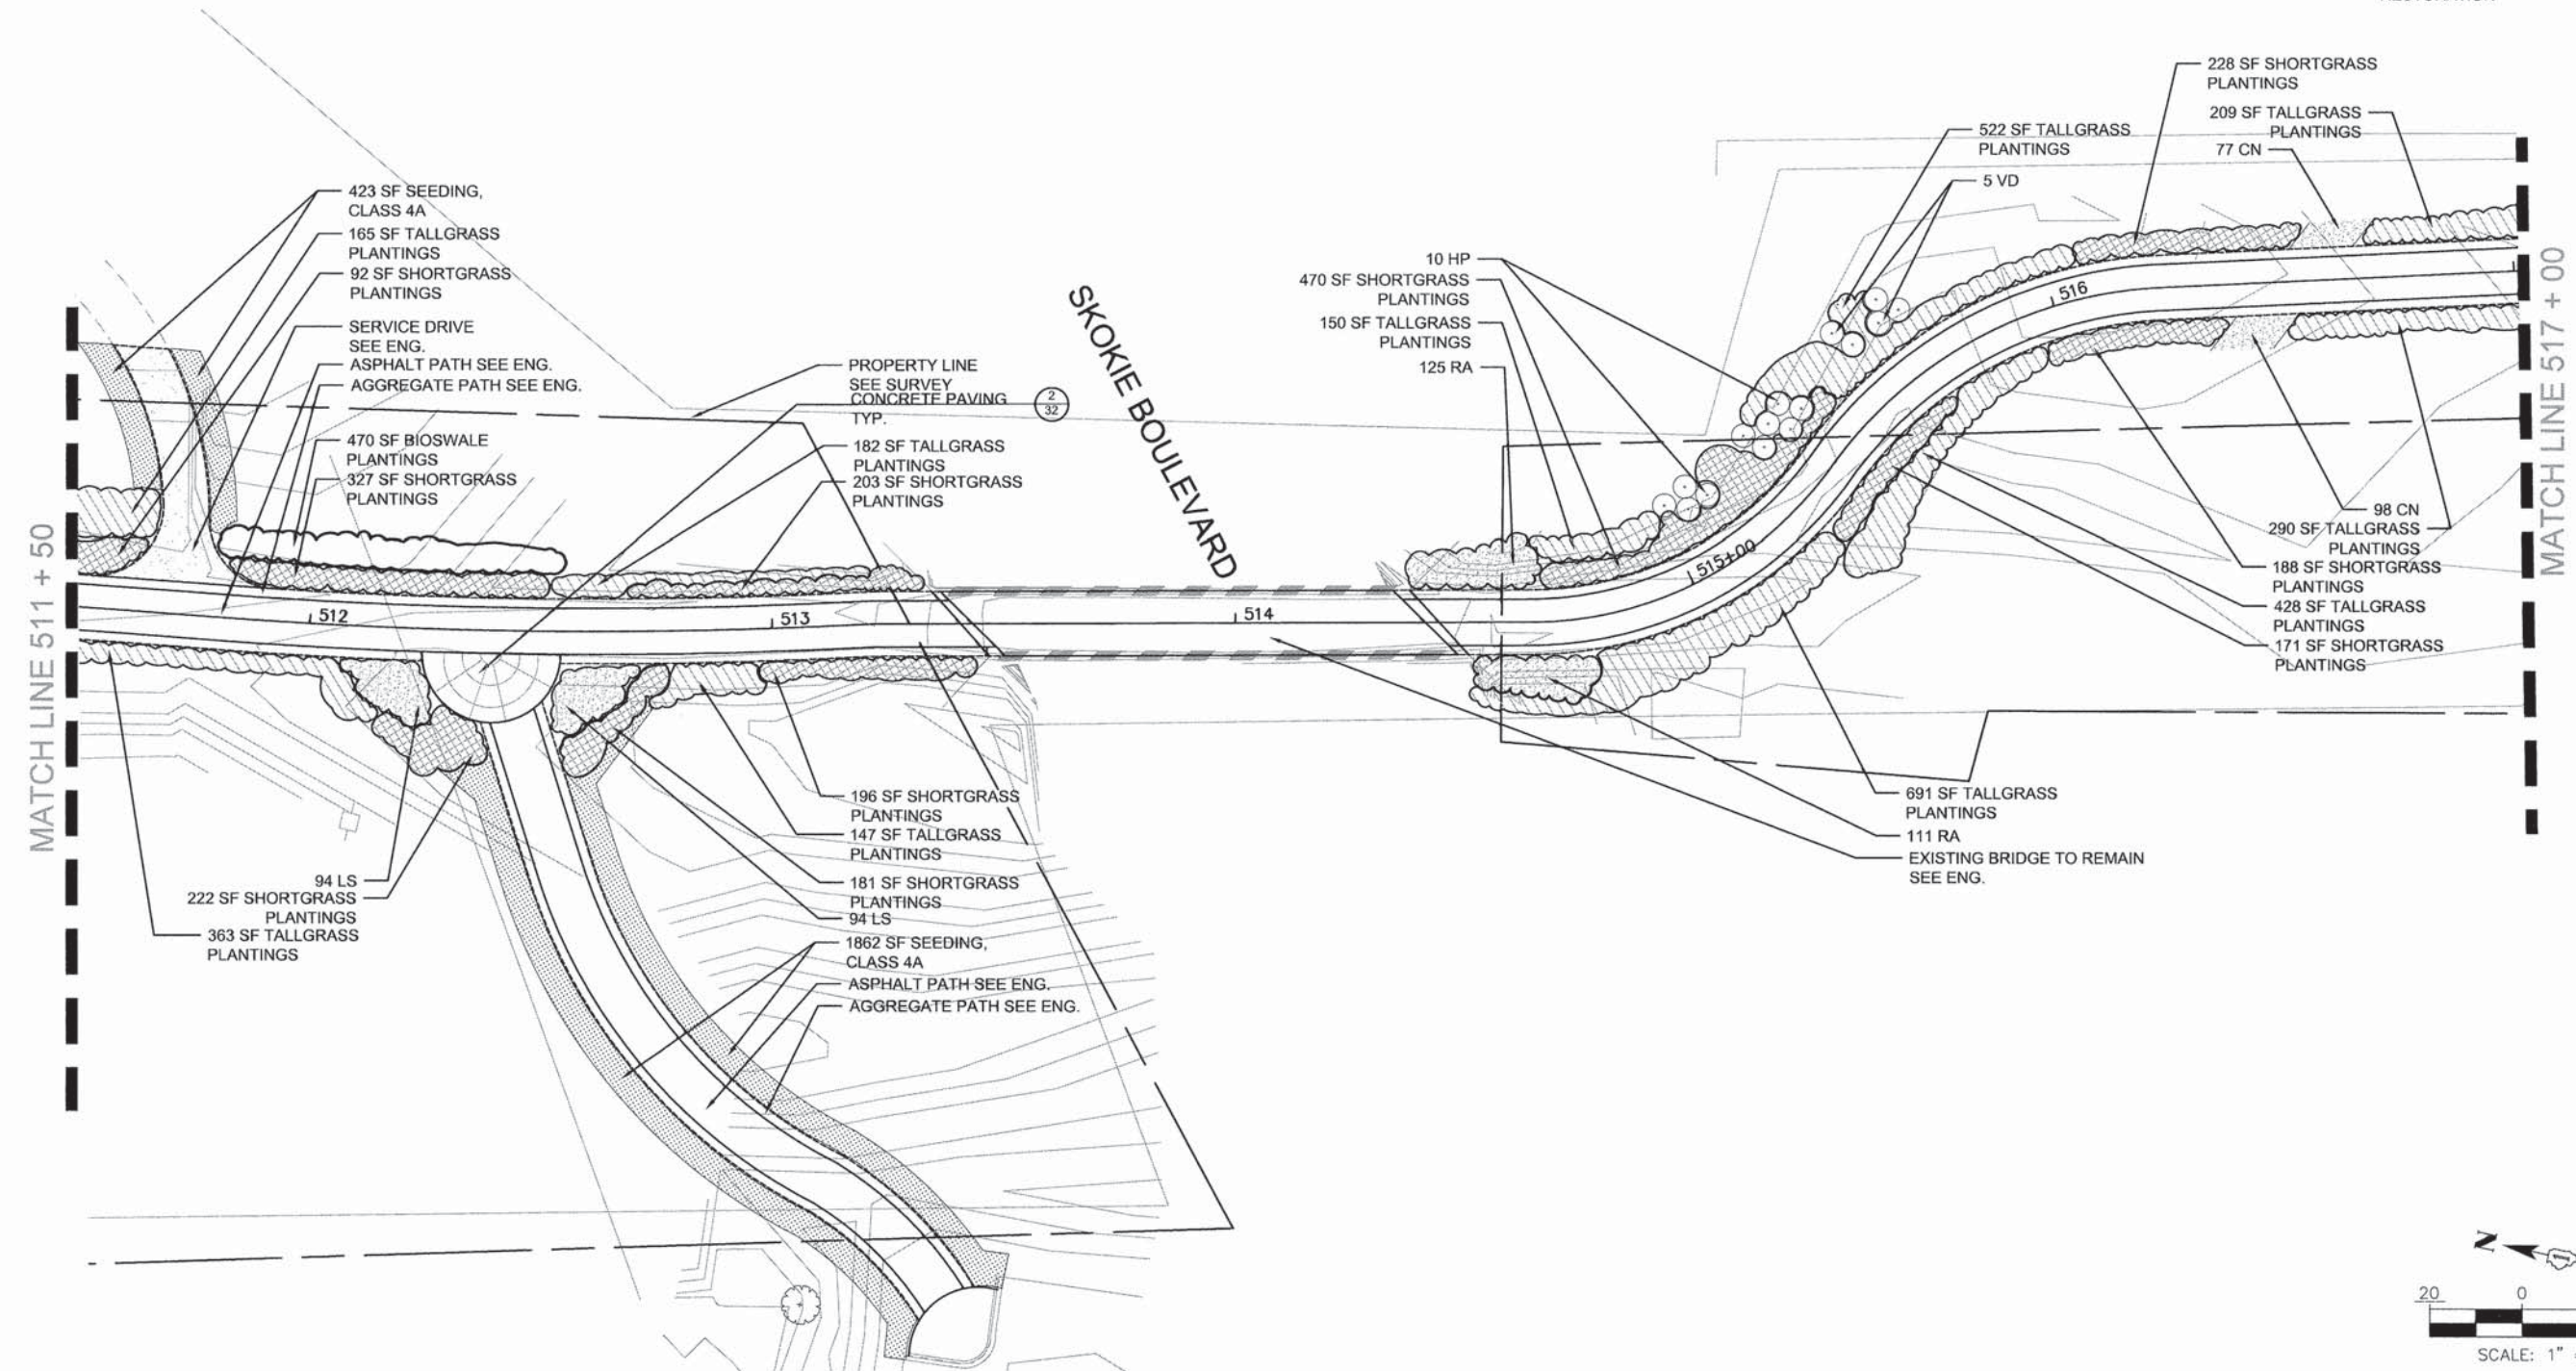 228 SF SHORTGRASS
PLANTINGS
209 SF TALLGRASS
PLANTINGS
77 CN
522 SF TALLGRASS
PLANTINGS
5 VD
423 SF SEEDING,
CLASS 4A
165 SF TALLGRASS
PLANTINGS
92 SF SHORTGRASS
PLANTINGS
SERVICE DRIVE
SEE ENG.
ASPHALT PATH SEE ENG.
AGGREGATE PATH SEE ENG.
470 SF BIOSWALE
PLANTINGS
327 SF SHORTGRASS
PLANTINGS
PROPERTY LINE
SEE SURVEY
CONCRETE PAVING
TYP.
2
32
182 SF TALLGRASS
PLANTINGS
203 SF SHORTGRASS
PLANTINGS
SKOKIE BOULEVARD
10 HP
470 SF SHORTGRASS
PLANTINGS
150 SF TALLGRASS
PLANTINGS
125 RA
MATCH LINE 511 + 50
512
513
514
515+00
516
MATCH LINE 517 + 00
98 CN
290 SF TALLGRASS
PLANTINGS
188 SF SHORTGRASS
PLANTINGS
428 SF TALLGRASS
PLANTINGS
171 SF SHORTGRASS
PLANTINGS
691 SF TALLGRASS
PLANTINGS
111 RA
EXISTING BRIDGE TO REMAIN
SEE ENG.
196 SF SHORTGRASS
PLANTINGS
147 SF TALLGRASS
PLANTINGS
181 SF SHORTGRASS
PLANTINGS
94 LS
1862 SF SEEDING,
CLASS 4A
ASPHALT PATH SEE ENG.
AGGREGATE PATH SEE ENG.
94 LS
222 SF SHORTGRASS
PLANTINGS
363 SF TALLGRASS
PLANTINGS
N
20 0
SCALE: 1"